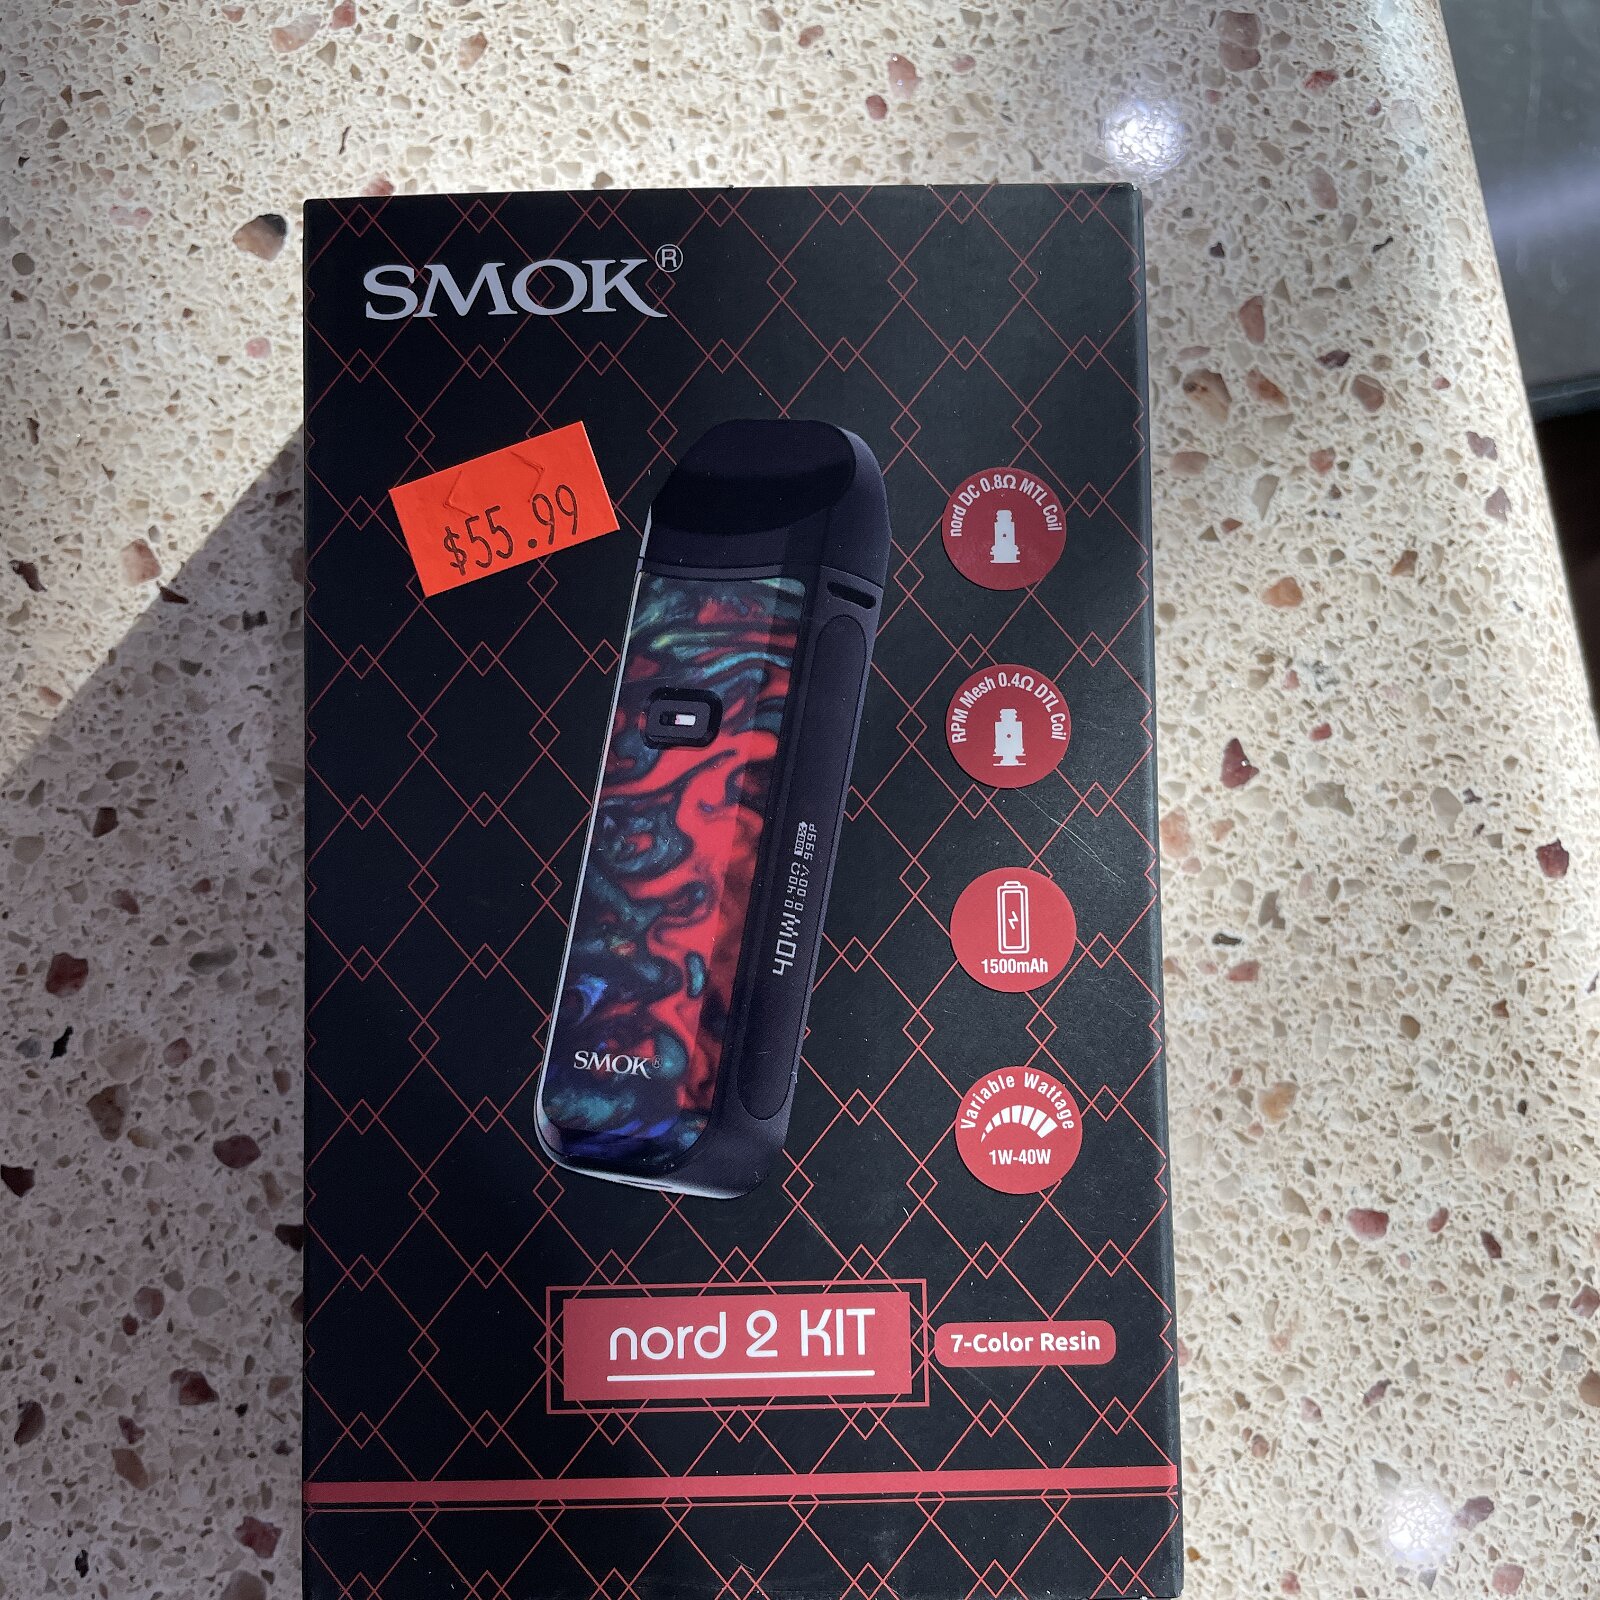 SMOK®
$55.99
nord DC 0.8Ω MTL Coil
RPM Mesh 0.4Ω DTL Coil
1500mAh
Variable Wattage
1W-40W
40W
SMOK®
nord 2 KIT
7-Color Resin